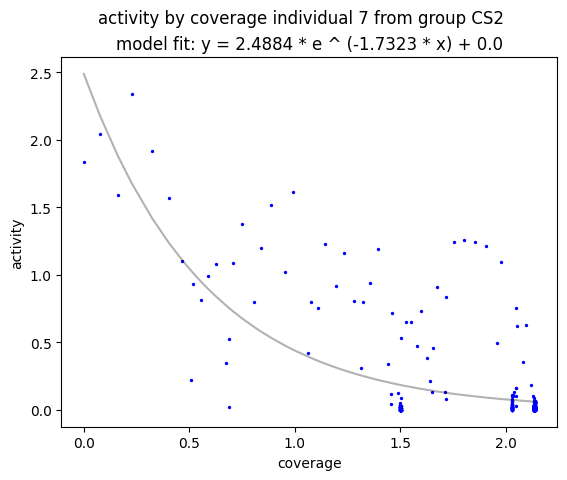 activity by coverage individual 7 from group CS2
model fit: y = 2.4884 * e ^ (-1.7323 * x) + 0.0
2.5
2.0
1.5
1.0
0.5
0.0
activity
0.0 0.5 1.0 1.5 2.0
coverage